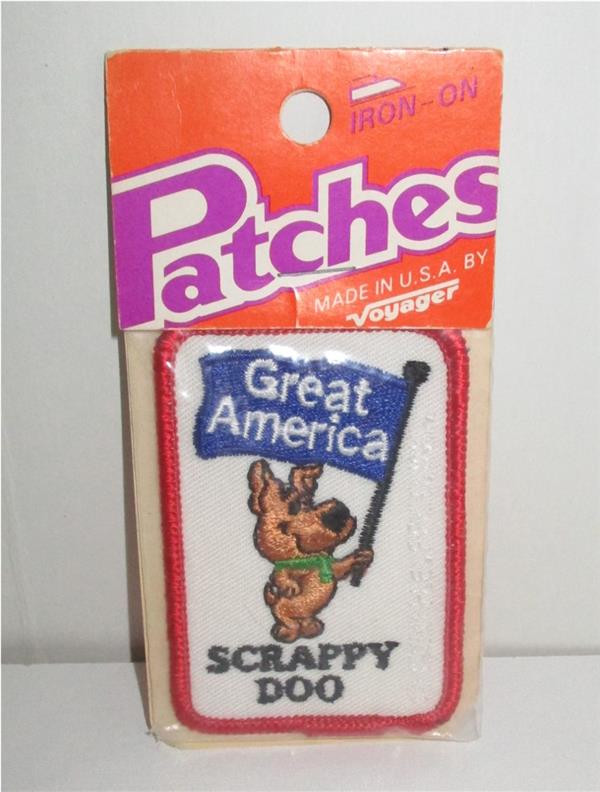 IRON-ON
Patches
MADE IN U.S.A. BY
Voyager
Great
America
SCRAPPY
DOO